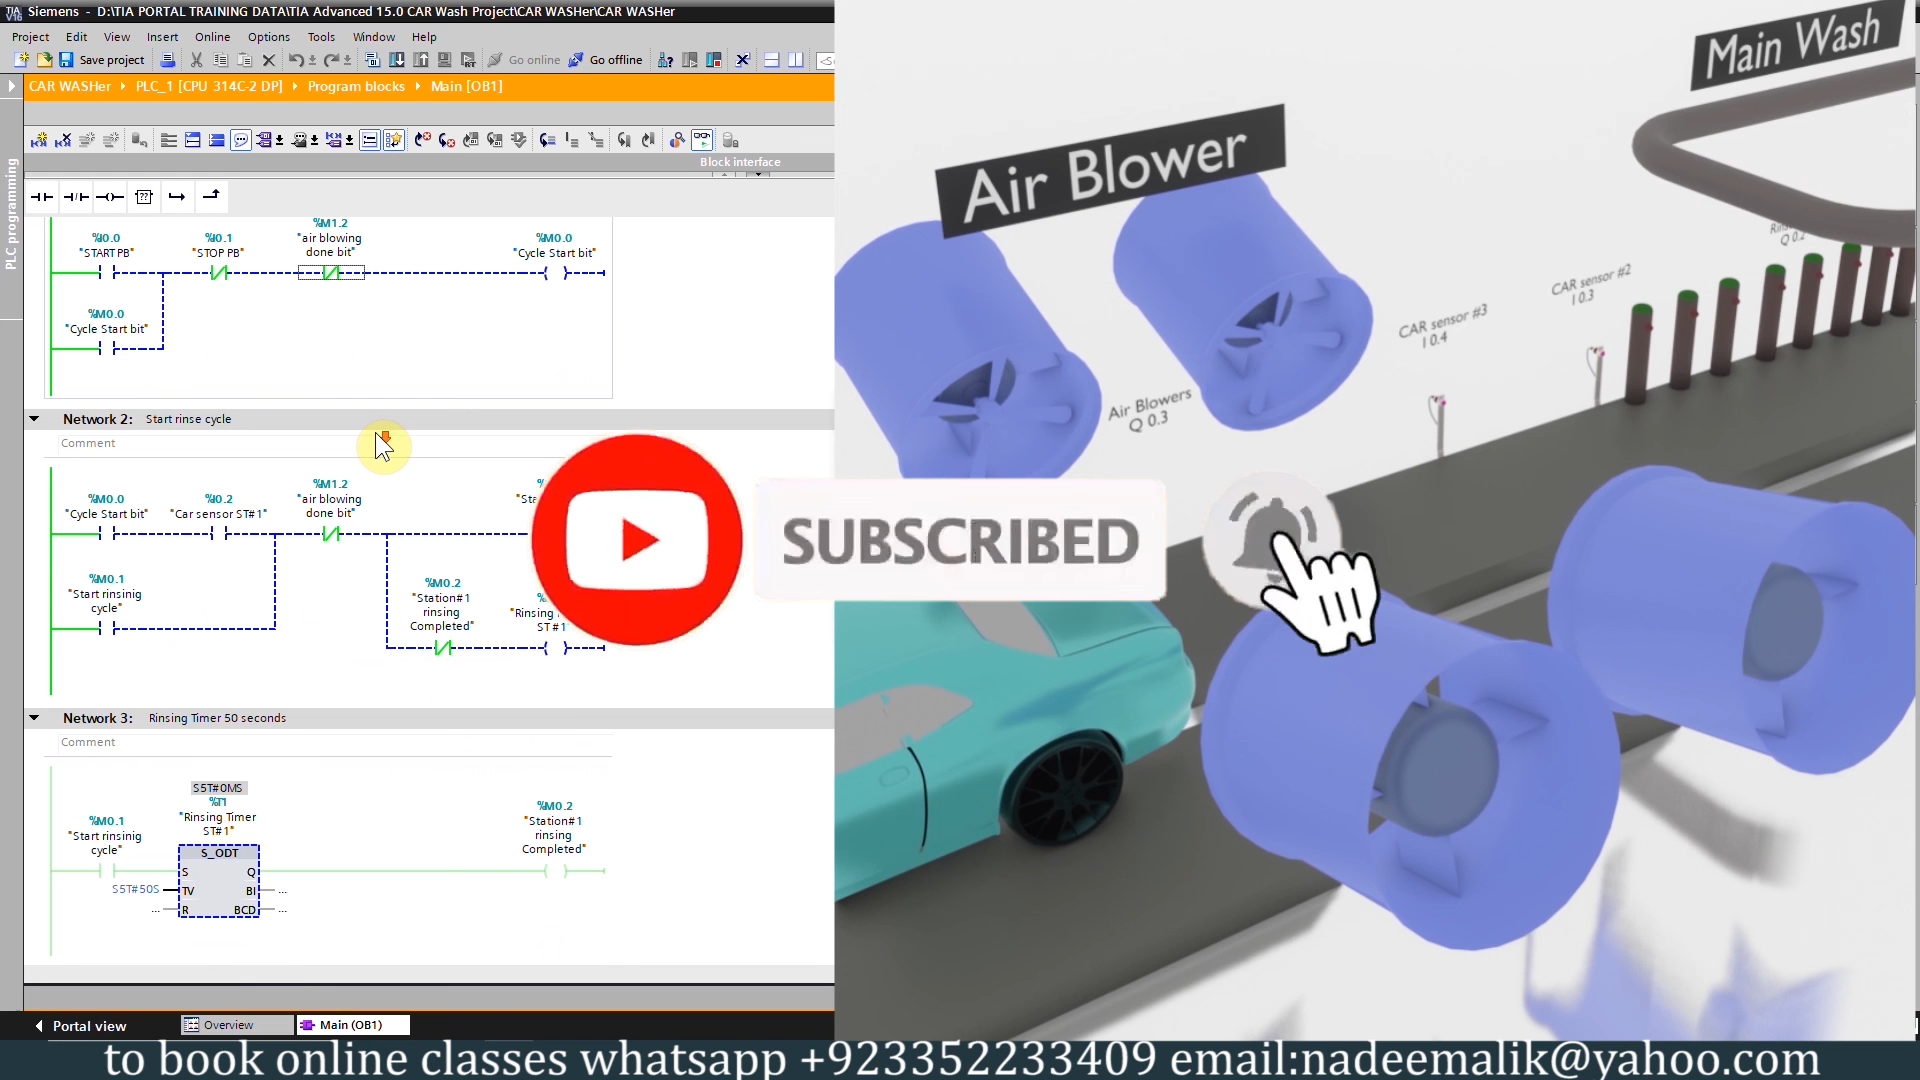 Siemens - D:\TIA PORTAL TRAINING DATA\TIA Advanced 15.0 CAR Wash Project\CAR WASHer\CAR WASHer
Project Edit View Insert Online Options Tools Window Help
Save project Go online Go offline
CAR WASHer PLC_1 [CPU 314C-2 DP] Program blocks Main [OB1]
PLC programming
Block interface
%M1.2
%I0.0 %I0.1 "air blowing %M0.0
"START PB" "STOP PB" done bit" "Cycle Start bit"
%M0.0
"Cycle Start bit"
Network 2: Start rinse cycle
Comment
%M1.2
%M0.0 %I0.2 "air blowing
"Cycle Start bit" "Car sensor ST#1" done bit"
%M0.1
"Start rinsinig
cycle"
%M0.2
"Station#1
rinsing
Completed"
"Rinsing
ST #1
Network 3: Rinsing Timer 50 seconds
Comment
S5T#0MS
%T1
"Rinsing Timer
ST#1"
%M0.1
"Start rinsinig
cycle"
%M0.2
"Station#1
rinsing
Completed"
S_ODT
S Q
S5T#50S TV BI ...
... R BCD ...
Portal view Overview Main (OB1)
Main Wash
Air Blower
Q 0.2
CAR sensor #2
I 0.3
CAR sensor #3
I 0.4
Air Blowers
Q 0.3
SUBSCRIBED
to book online classes whatsapp +923352233409 email:nadeemalik@yahoo.com